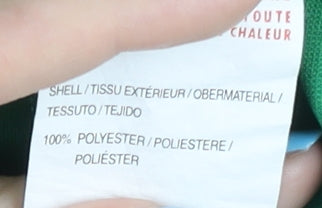 TOUTE
CHALEUR
SHELL / TISSU EXTÉRIEUR / OBERMATERIAL /
TESSUTO / TEJIDO
100% POLYESTER / POLIESTERE /
POLIÉSTER